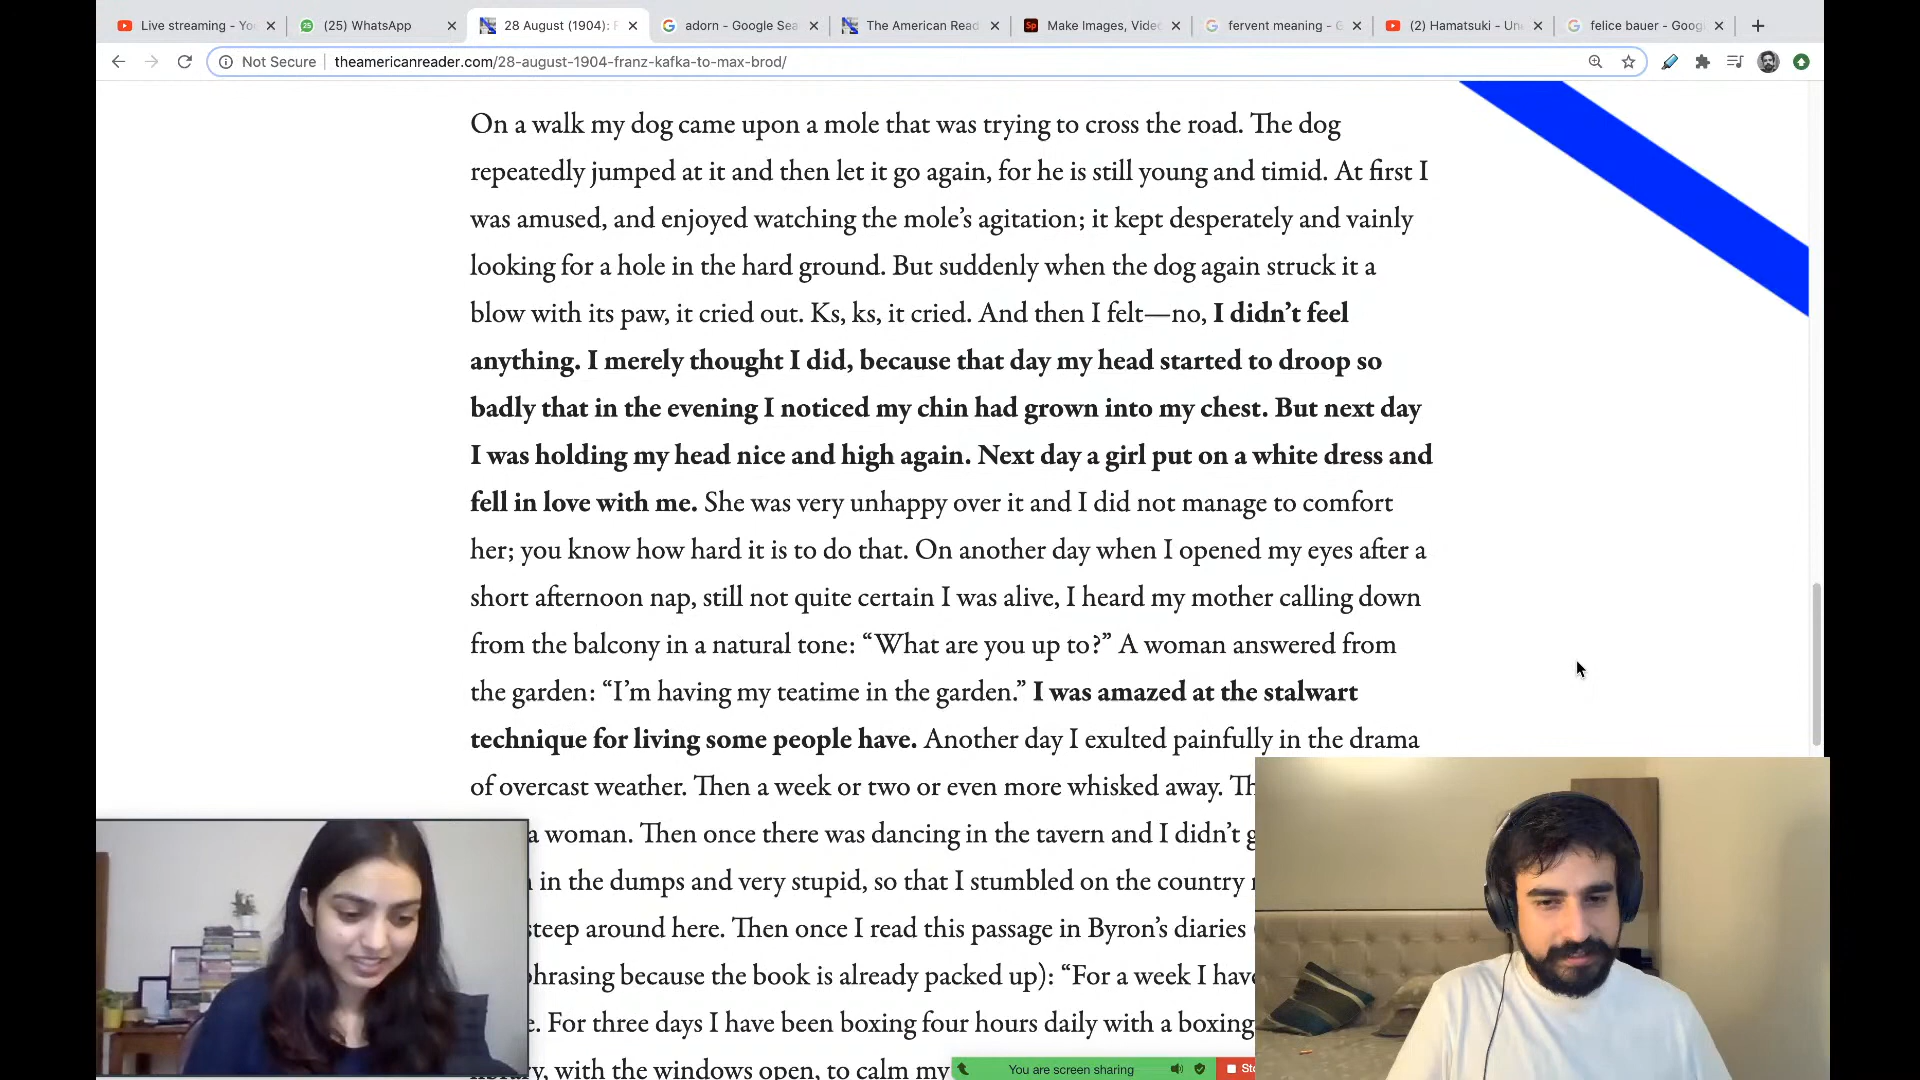 Live streaming - Yo
(25) WhatsApp
28 August (1904): F
adorn - Google Sea
The American Read
Make Images, Video
fervent meaning - G
(2) Hamatsuki - Un
felice bauer - Goog
Not Secure
theamericanreader.com/28-august-1904-franz-kafka-to-max-brod/
On a walk my dog came upon a mole that was trying to cross the road. The dog
repeatedly jumped at it and then let it go again, for he is still young and timid. At first I
was amused, and enjoyed watching the mole’s agitation; it kept desperately and vainly
looking for a hole in the hard ground. But suddenly when the dog again struck it a
blow with its paw, it cried out. Ks, ks, it cried. And then I felt—no, I didn’t feel
anything. I merely thought I did, because that day my head started to droop so
badly that in the evening I noticed my chin had grown into my chest. But next day
I was holding my head nice and high again. Next day a girl put on a white dress and
fell in love with me. She was very unhappy over it and I did not manage to comfort
her; you know how hard it is to do that. On another day when I opened my eyes after a
short afternoon nap, still not quite certain I was alive, I heard my mother calling down
from the balcony in a natural tone: “What are you up to?” A woman answered from
the garden: “I’m having my teatime in the garden.” I was amazed at the stalwart
technique for living some people have. Another day I exulted painfully in the drama
of overcast weather. Then a week or two or even more whisked away. Th
a woman. Then once there was dancing in the tavern and I didn’t g
in the dumps and very stupid, so that I stumbled on the country
steep around here. Then once I read this passage in Byron’s diaries
phrasing because the book is already packed up): “For a week I have
e. For three days I have been boxing four hours daily with a boxing
library, with the windows open, to calm my
You are screen sharing
Sto